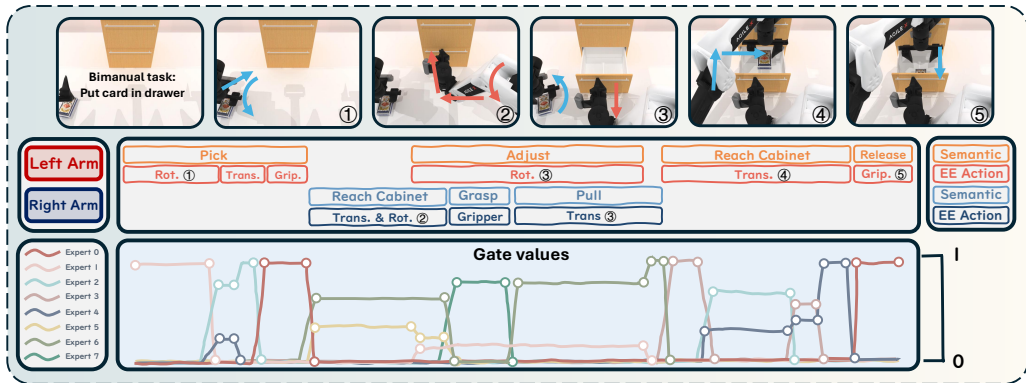 Bimanual task:
Put card in drawer
①
②
③
④
⑤
AGILE
AGILE
Left Arm
Right Arm
Pick
Adjust
Reach Cabinet
Release
Rot. ①
Trans.
Grip.
Rot. ③
Trans. ④
Grip. ⑤
Reach Cabinet
Grasp
Pull
Trans. & Rot. ②
Gripper
Trans ③
Semantic
EE Action
Semantic
EE Action
Gate values
Expert 0
Expert 1
Expert 2
Expert 3
Expert 4
Expert 5
Expert 6
Expert 7
1
0